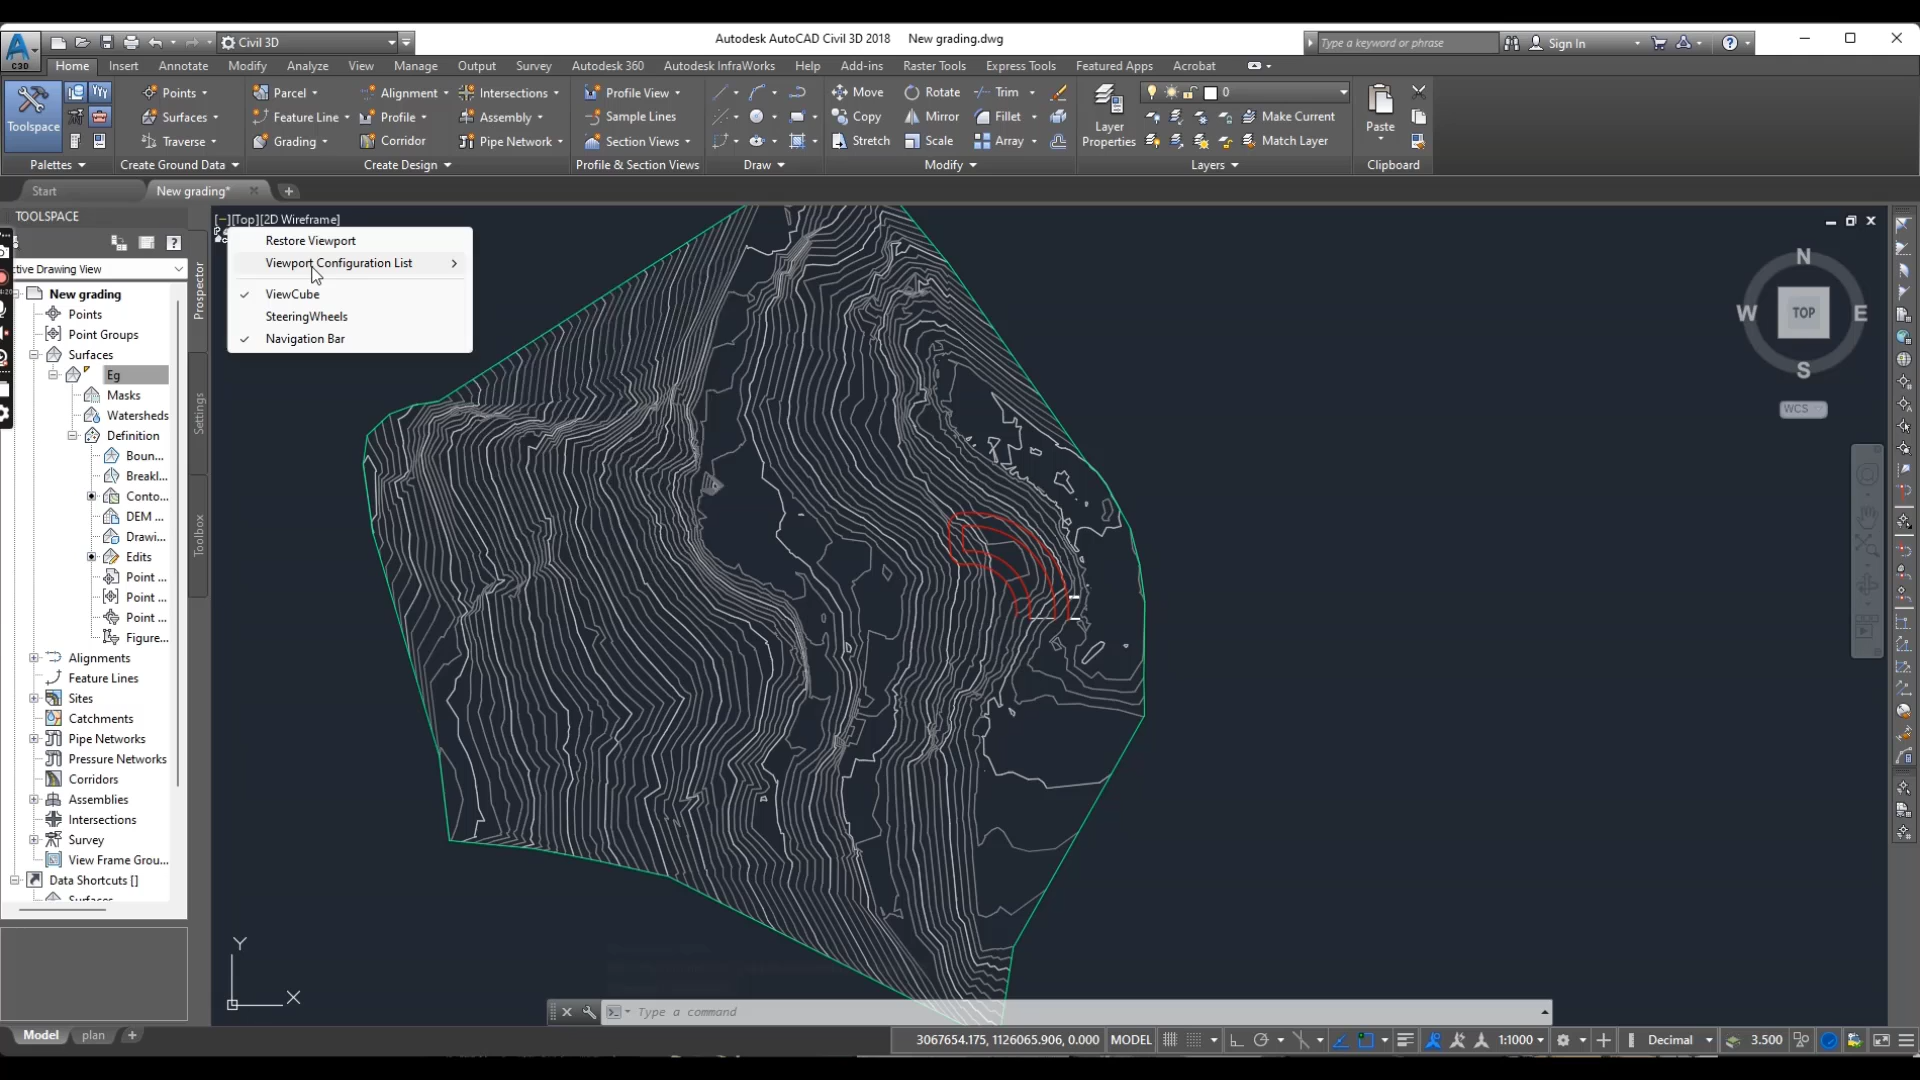 Civil 3D
Autodesk AutoCAD Civil 3D 2018 New grading.dwg
Type a keyword or phrase
Sign In
C3D
Home Insert Annotate Modify Analyze View Manage Output Survey Autodesk 360 Autodesk InfraWorks Help Add-ins Raster Tools Express Tools Featured Apps Acrobat
Points Parcel Alignment Intersections Profile View Move Rotate Trim 0
Toolspace Surfaces Feature Line Profile Assembly Sample Lines Copy Mirror Fillet Layer Properties Make Current Paste
Traverse Grading Corridor Pipe Network Section Views Stretch Scale Array Match Layer
Palettes Create Ground Data Create Design Profile & Section Views Draw Modify Layers Clipboard
Start New grading*
TOOLSPACE
[−][Top][2D Wireframe]
Restore Viewport
Viewport Configuration List
ViewCube
SteeringWheels
Navigation Bar
ctive Drawing View
Prospector
Settings
Toolbox
New grading
Points
Point Groups
Surfaces
Eg
Masks
Watersheds
Definition
Boun...
Breakl...
Conto...
DEM ...
Drawi...
Edits
Point ...
Point ...
Point ...
Figure...
Alignments
Feature Lines
Sites
Catchments
Pipe Networks
Pressure Networks
Corridors
Assemblies
Intersections
Survey
View Frame Grou...
Data Shortcuts []
Surfaces
N
W TOP E
S
WCS
Y
X
Type a command
Model plan
3067654.175, 1126065.906, 0.000 MODEL 1:1000 Decimal 3.500